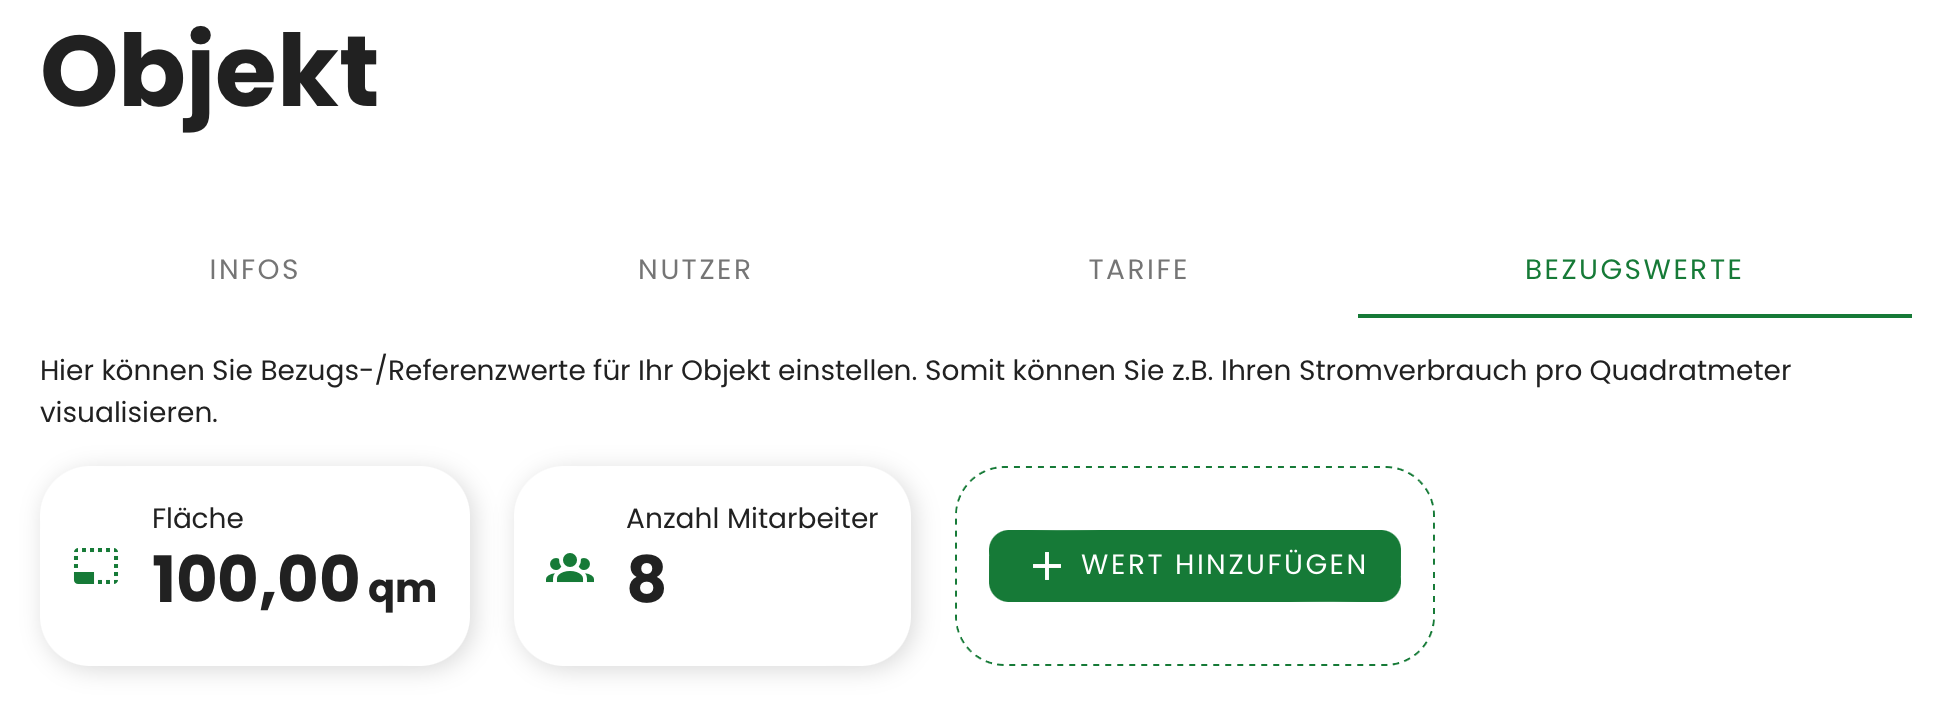 Objekt
INFOS
NUTZER
TARIFE
BEZUGSWERTE
Hier können Sie Bezugs-/Referenzwerte für Ihr Objekt einstellen. Somit können Sie z.B. Ihren Stromverbrauch pro Quadratmeter
visualisieren.
Fläche
100,00 qm
Anzahl Mitarbeiter
8
WERT HINZUFÜGEN